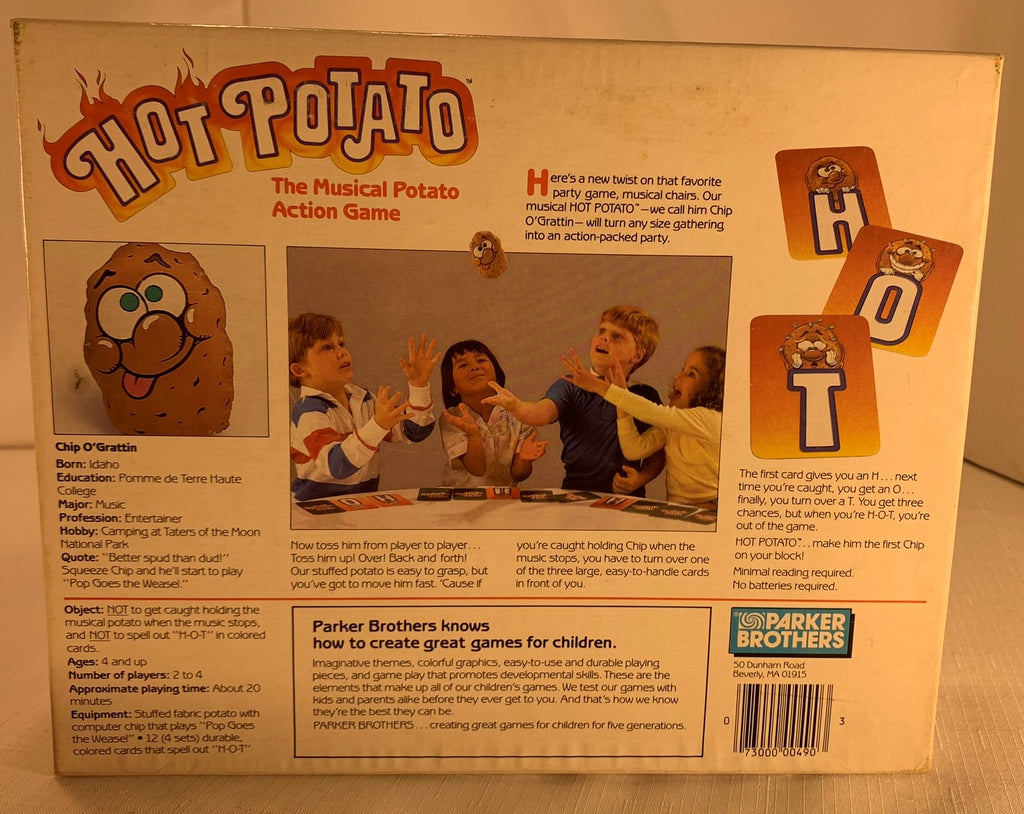 HOT POTATO™
The Musical Potato
Action Game
Here's a new twist on that favorite
party game, musical chairs. Our
musical HOT POTATO™—we call him Chip
O'Grattin—will turn any size gathering
into an action-packed party.
H
O
T
Chip O'Grattin
Born: Idaho
Education: Pomme de Terre Haute
College
Major: Music
Profession: Entertainer
Hobby: Camping at Taters of the Moon
National Park
Quote: "Better spud than dud!"
Squeeze Chip and he'll start to play
"Pop Goes the Weasel."
Now toss him from player to player...
Toss him up! Over! Back and forth!
Our stuffed potato is easy to grasp, but
you've got to move him fast. 'Cause if
you're caught holding Chip when the
music stops, you have to turn over one
of the three large, easy-to-handle cards
in front of you.
The first card gives you an H...next
time you're caught, you get an O...
finally, you turn over a T. You get three
chances, but when you're H-O-T, you're
out of the game.
HOT POTATO™...make him the first Chip
on your block!
Minimal reading required.
No batteries required.
Object: NOT to get caught holding the
musical potato when the music stops,
and NOT to spell out "H-O-T" in colored
cards.
Ages: 4 and up
Number of players: 2 to 4
Approximate playing time: About 20
minutes
Equipment: Stuffed fabric potato with
computer chip that plays "Pop Goes
the Weasel" • 12 (4 sets) durable,
colored cards that spell out "H-O-T"
Parker Brothers knows
how to create great games for children.
Imaginative themes, colorful graphics, easy-to-use and durable playing
pieces, and game play that promotes developmental skills. These are the
elements that make up all of our children's games. We test our games with
kids and parents alike before they ever get to you. And that's how we know
they're the best they can be.
PARKER BROTHERS...creating great games for children for five generations.
PARKER
BROTHERS
50 Dunham Road
Beverly, MA 01915
0 73000 00490 3